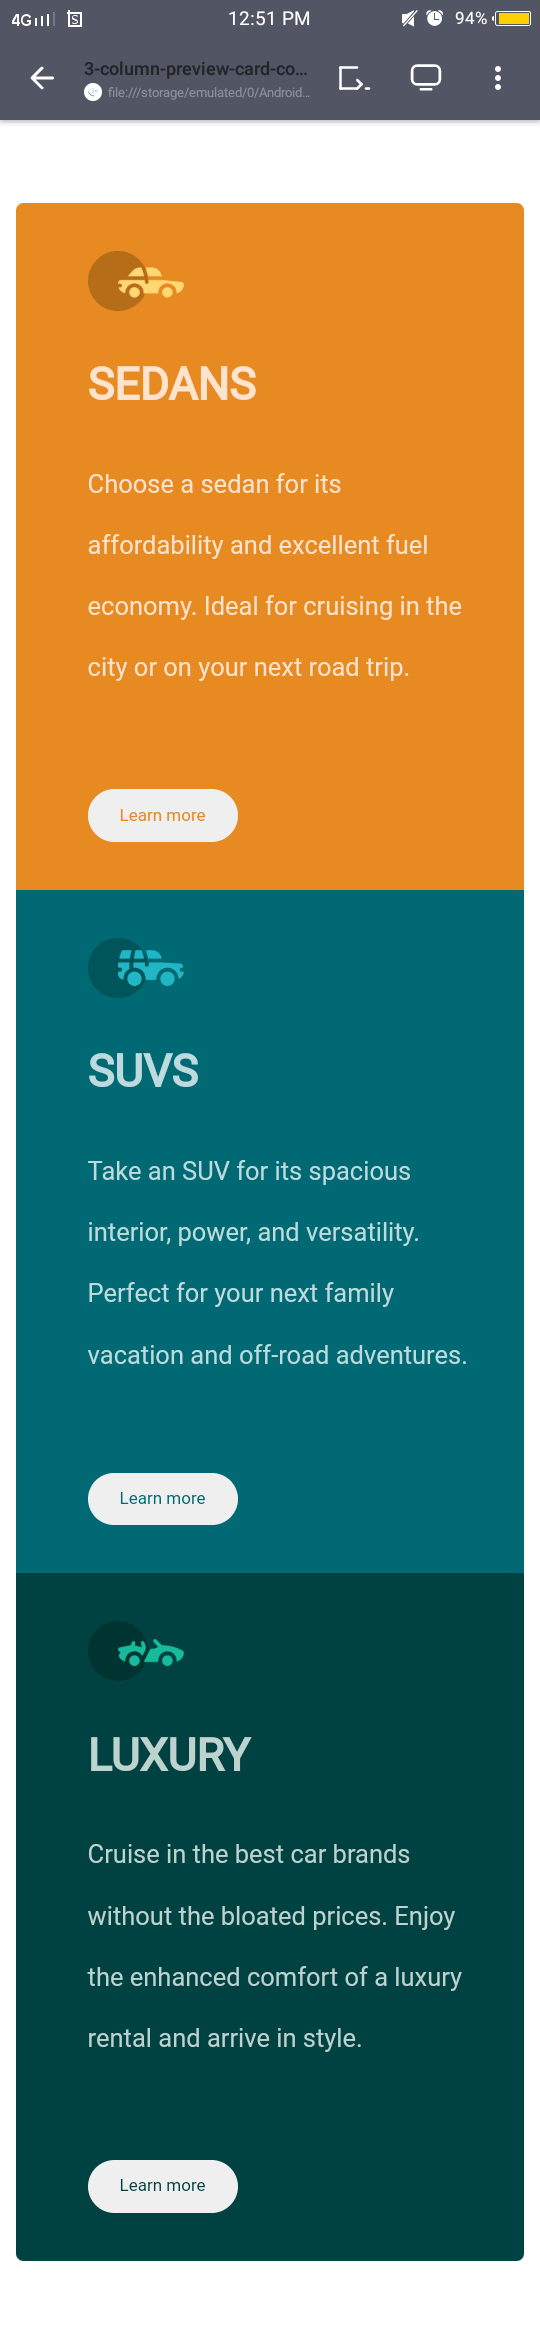 4G S 12:51 PM 94%
3-column-preview-card-co...
file:///storage/emulated/0/Android...
SEDANS
Choose a sedan for its
affordability and excellent fuel
economy. Ideal for cruising in the
city or on your next road trip.
Learn more
SUVS
Take an SUV for its spacious
interior, power, and versatility.
Perfect for your next family
vacation and off-road adventures.
Learn more
LUXURY
Cruise in the best car brands
without the bloated prices. Enjoy
the enhanced comfort of a luxury
rental and arrive in style.
Learn more